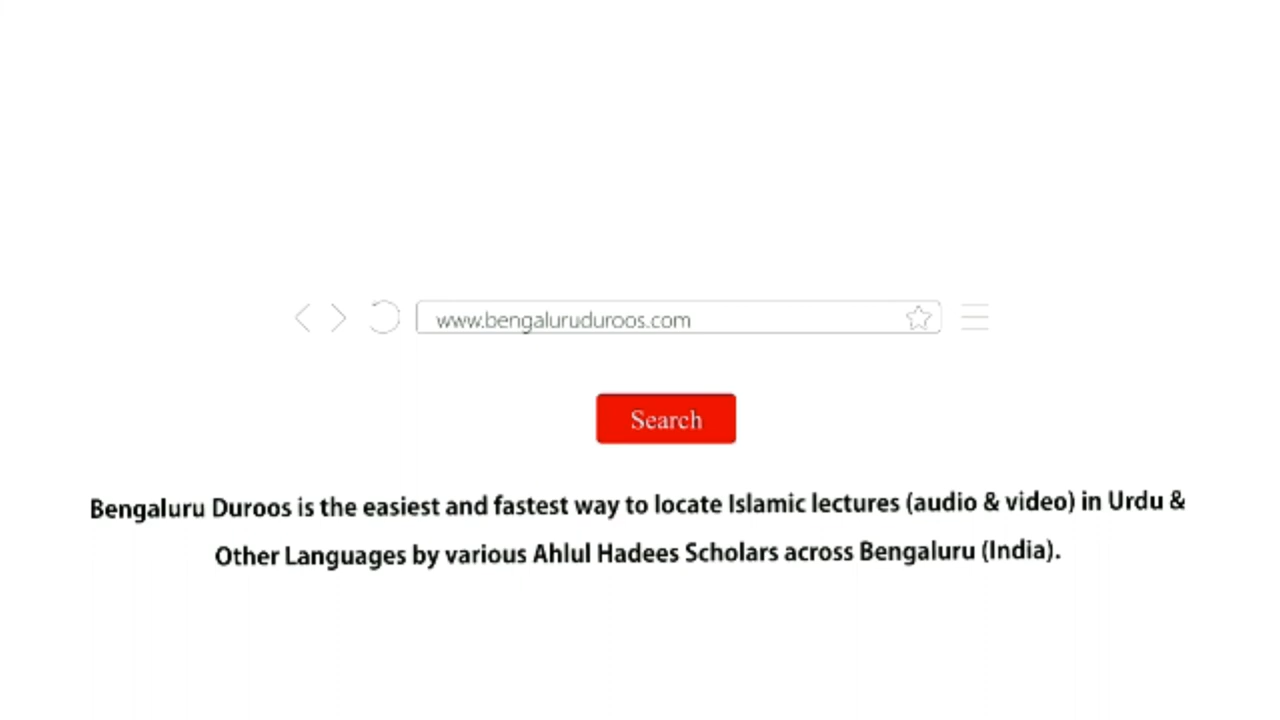 www.bengaluruduroos.com
Search
Bengaluru Duroos is the easiest and fastest way to locate Islamic lectures (audio & video) in Urdu &
Other Languages by various Ahlul Hadees Scholars across Bengaluru (India).